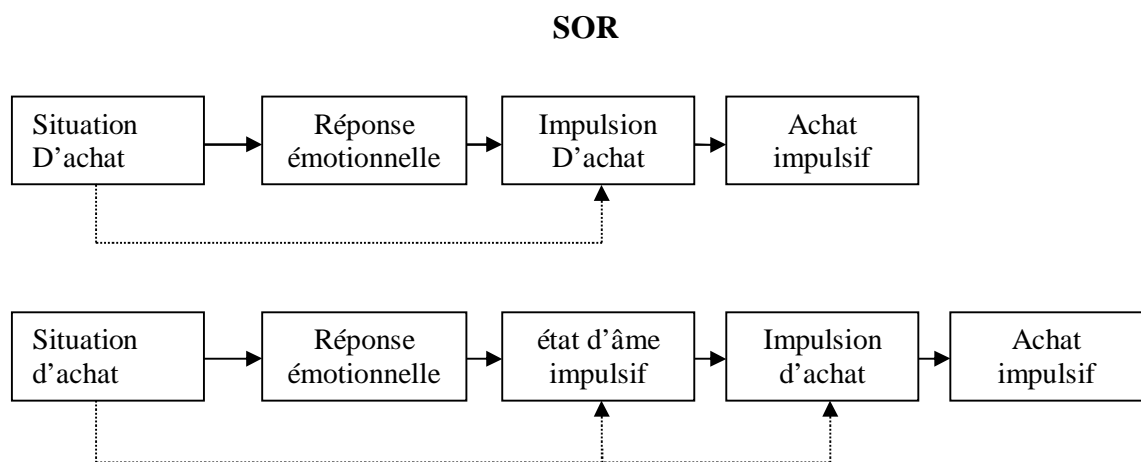 SOR
Situation
D’achat
Réponse
émotionnelle
Impulsion
D’achat
Achat
impulsif
Situation
d’achat
Réponse
émotionnelle
état d’âme
impulsif
Impulsion
d’achat
Achat
impulsif